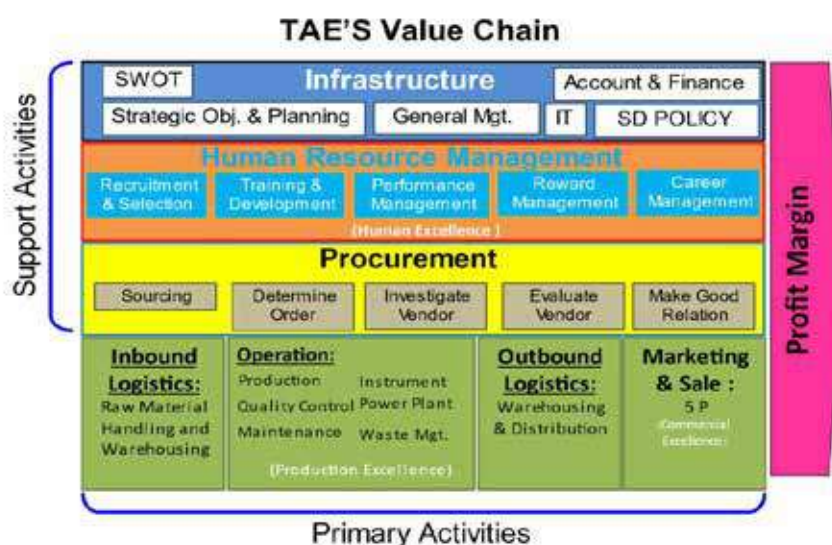 TAE'S Value Chain
Support Activities
SWOT
Infrastructure
Account & Finance
Strategic Obj. & Planning
General Mgt.
IT
SD POLICY
Human Resource Management
Recruitment
& Selection
Training &
Development
Performance
Management
Reward
Management
Career
Management
(Human Excellence )
Procurement
Sourcing
Determine
Order
Investigate
Vendor
Evaluate
Vendor
Make Good
Relation
Inbound
Logistics:
Raw Material
Handling and
Warehousing
Operation:
Production
Quality Control
Maintenance
Instrument
Power Plant
Waste Mgt.
(Production Excellence)
Outbound
Logistics:
Warehousing
& Distribution
Marketing
& Sale :
5 P
(Commercial
Excellence)
Profit Margin
Primary Activities